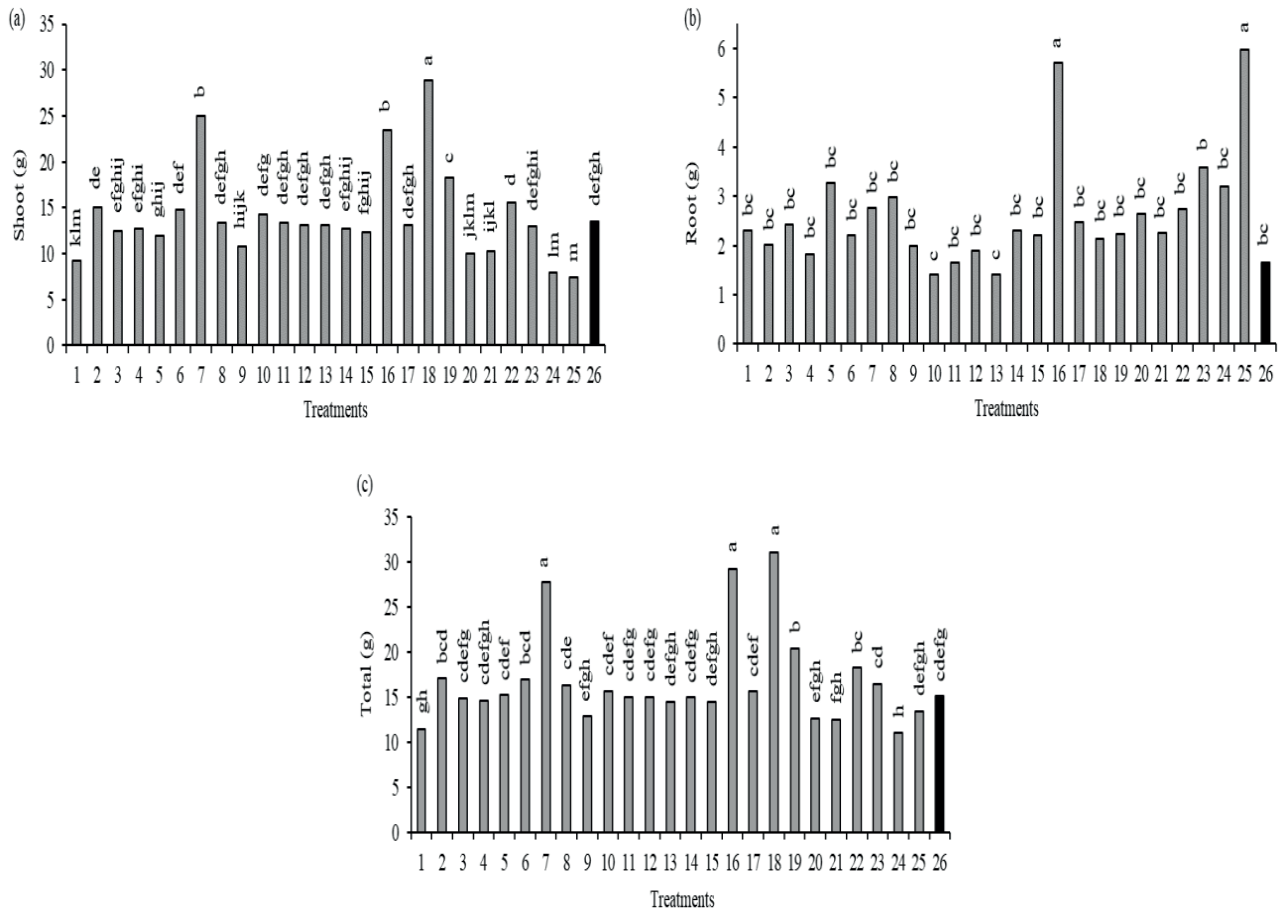 (a)
Shoot (g)
35
30
25
20
15
10
5
0
klm de efghij efghi ghij def b defgh hijk defg defgh defgh defgh efghij fghij b defgh a c jklm ijkl d defghi lm m defgh
1 2 3 4 5 6 7 8 9 10 11 12 13 14 15 16 17 18 19 20 21 22 23 24 25 26
Treatments
(b)
Root (g)
6
5
4
3
2
1
0
bc bc bc bc bc bc bc bc bc c bc bc c bc bc a bc bc bc bc bc bc b bc a bc
1 2 3 4 5 6 7 8 9 10 11 12 13 14 15 16 17 18 19 20 21 22 23 24 25 26
Treatments
(c)
Total (g)
35
30
25
20
15
10
5
0
gh bcd cdefg cdefgh cdef bcd a cde efgh cdef cdefg cdefg defgh cdefg defgh a cdef a b efgh fgh bc cd h defgh cdefg
1 2 3 4 5 6 7 8 9 10 11 12 13 14 15 16 17 18 19 20 21 22 23 24 25 26
Treatments